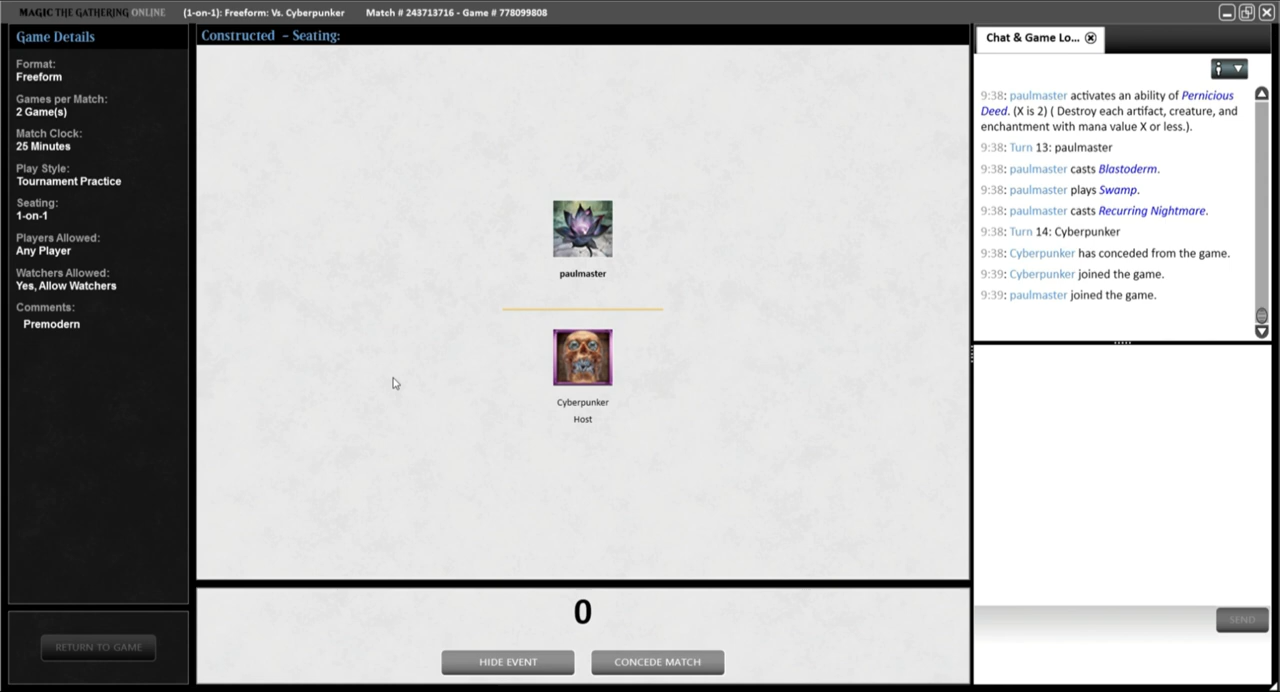 MAGIC THE GATHERING ONLINE (1-on-1): Freeform: Vs. Cyberpunker Match # 243713716 - Game # 778099808
Game Details
Format:
Freeform
Games per Match:
2 Game(s)
Match Clock:
25 Minutes
Play Style:
Tournament Practice
Seating:
1-on-1
Players Allowed:
Any Player
Watchers Allowed:
Yes, Allow Watchers
Comments:
Premodern
RETURN TO GAME
Constructed – Seating:
paulmaster
Cyberpunker
Host
0
HIDE EVENT
CONCEDE MATCH
Chat & Game Lo...
9:38: paulmaster activates an ability of Pernicious
Deed. (X is 2) ( Destroy each artifact, creature, and
enchantment with mana value X or less.).
9:38: Turn 13: paulmaster
9:38: paulmaster casts Blastoderm.
9:38: paulmaster plays Swamp.
9:38: paulmaster casts Recurring Nightmare.
9:38: Turn 14: Cyberpunker
9:38: Cyberpunker has conceded from the game.
9:39: Cyberpunker joined the game.
9:39: paulmaster joined the game.
SEND